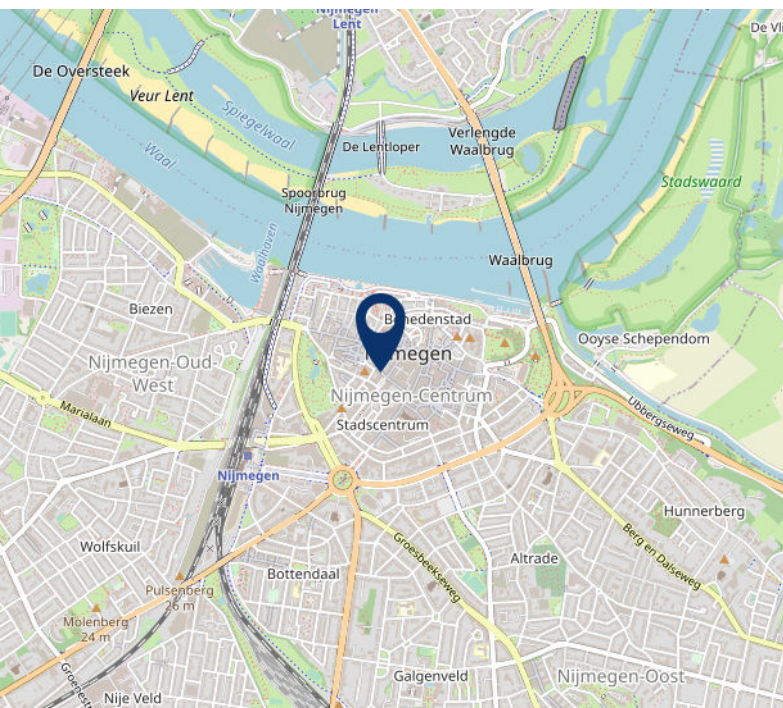 Nijmegen
Lent
De Oversteek
Veur Lent
Spiegelwaal
Waal
De Lentloper
Verlengde
Waalbrug
Stadswaard
Spoorbrug
Nijmegen
Waalhaven
Waalbrug
Biezen
Ooyse Schependom
Nijmegen-Oud-
West
Nijmegen-Centrum
Stadscentrum
Marialaan
Ubbergseweg
Nijmegen
Hunnerberg
Wolfskuil
Groesbeekseweg
Berg en Dalseweg
Altrade
Bottendaal
Pulsenberg
26 m
Molenberg
24 m
Galgenveld
Nijmegen-Oost
Nije Veld